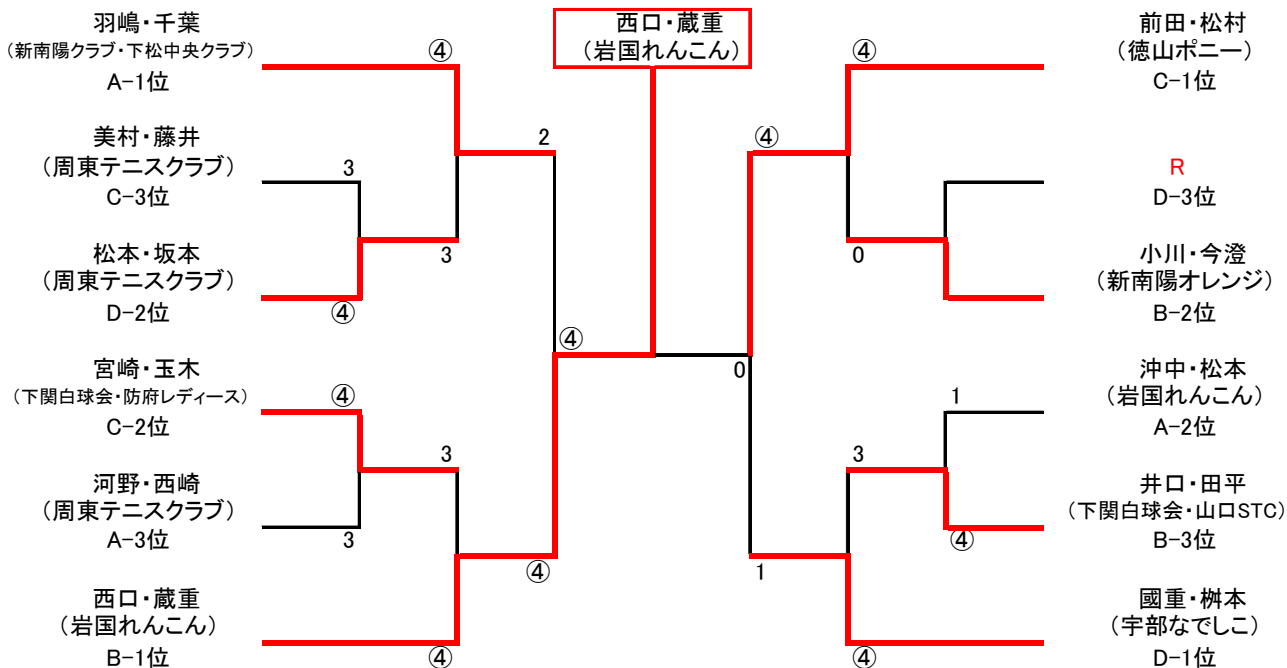 羽嶋・千葉
（新南陽クラブ・下松中央クラブ）
A-1位
④
美村・藤井
（周東テニスクラブ）
C-3位
3
2
松本・坂本
（周東テニスクラブ）
D-2位
3
④
宮崎・玉木
（下関白球会・防府レディース）
C-2位
④
④
3
河野・西崎
（周東テニスクラブ）
A-3位
3
④
西口・蔵重
（岩国れんこん）
B-1位
④
西口・蔵重
（岩国れんこん）
前田・松村
（徳山ポニー）
C-1位
④
④
R
D-3位
0
小川・今澄
（新南陽オレンジ）
B-2位
0
沖中・松本
（岩国れんこん）
A-2位
1
3
井口・田平
（下関白球会・山口STC）
B-3位
④
1
國重・桝本
（宇部なでしこ）
D-1位
④